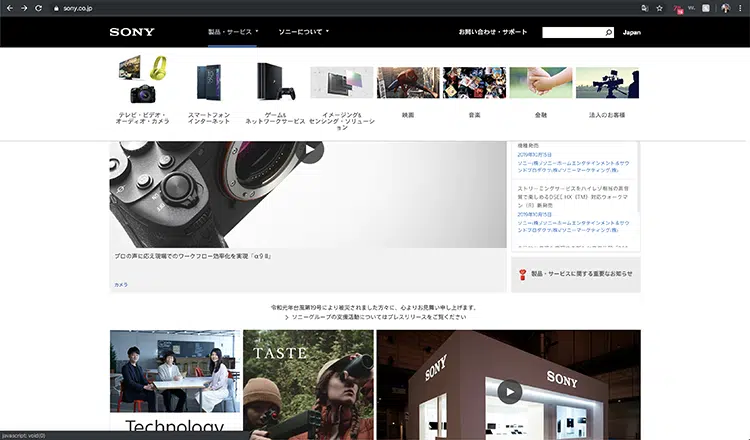 sony.co.jp
SONY
製品・サービス
ソニーについて
お問い合わせ・サポート
Japan
テレビ・ビデオ・
オーディオ・カメラ
スマートフォン
インターネット
ゲーム&
ネットワークサービス
イメージング&
センシング・ソリューシ
ョン
映画
音楽
金融
法人のお客様
機種発売
2019年10月15日
ソニー(株)ソニーホームエンタテインメント&サウ
ンドプロダクツ(株)ソニーマーケティング(株)
ストリーミングサービスをハイレゾ相当の高音
質で楽しめるDSEE HX（TM）対応ウォークマ
ン（R）新発売
2019年10月15日
ソニー(株)ソニーホームエンタテインメント&サウ
ンドプロダクツ(株)ソニーマーケティング(株)
プロの声に応え現場でのワークフロー効率化を実現「α9 II」
カメラ
製品・サービスに関する重要なお知らせ
令和元年台風第19号により被災されました方々に、心よりお見舞い申し上げます。
> ソニーグループの支援活動についてはプレスリリースをご覧ください
TASTE
SONY
SONY
Technology
javascript: void(0)